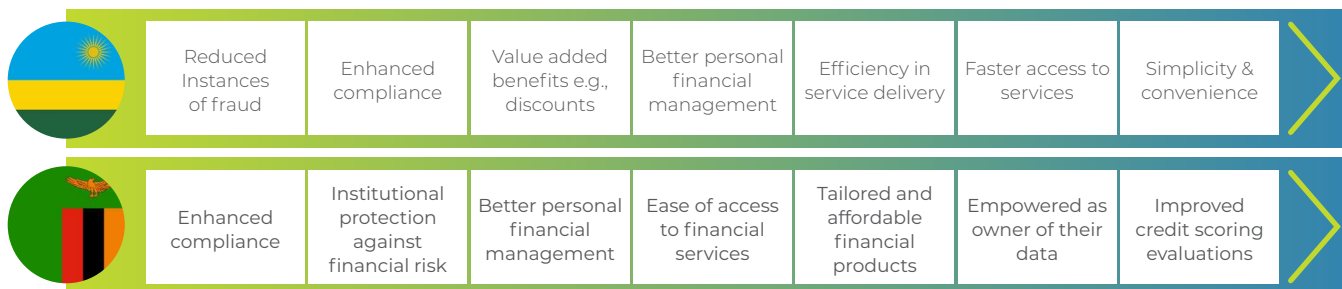 Reduced
Instances
of fraud
Enhanced
compliance
Value added
benefits e.g.,
discounts
Better personal
financial
management
Efficiency in
service delivery
Faster access to
services
Simplicity &
convenience
Enhanced
compliance
Institutional
protection
against
financial risk
Better personal
financial
management
Ease of access
to financial
services
Tailored and
affordable
financial
products
Empowered as
owner of their
data
Improved
credit scoring
evaluations